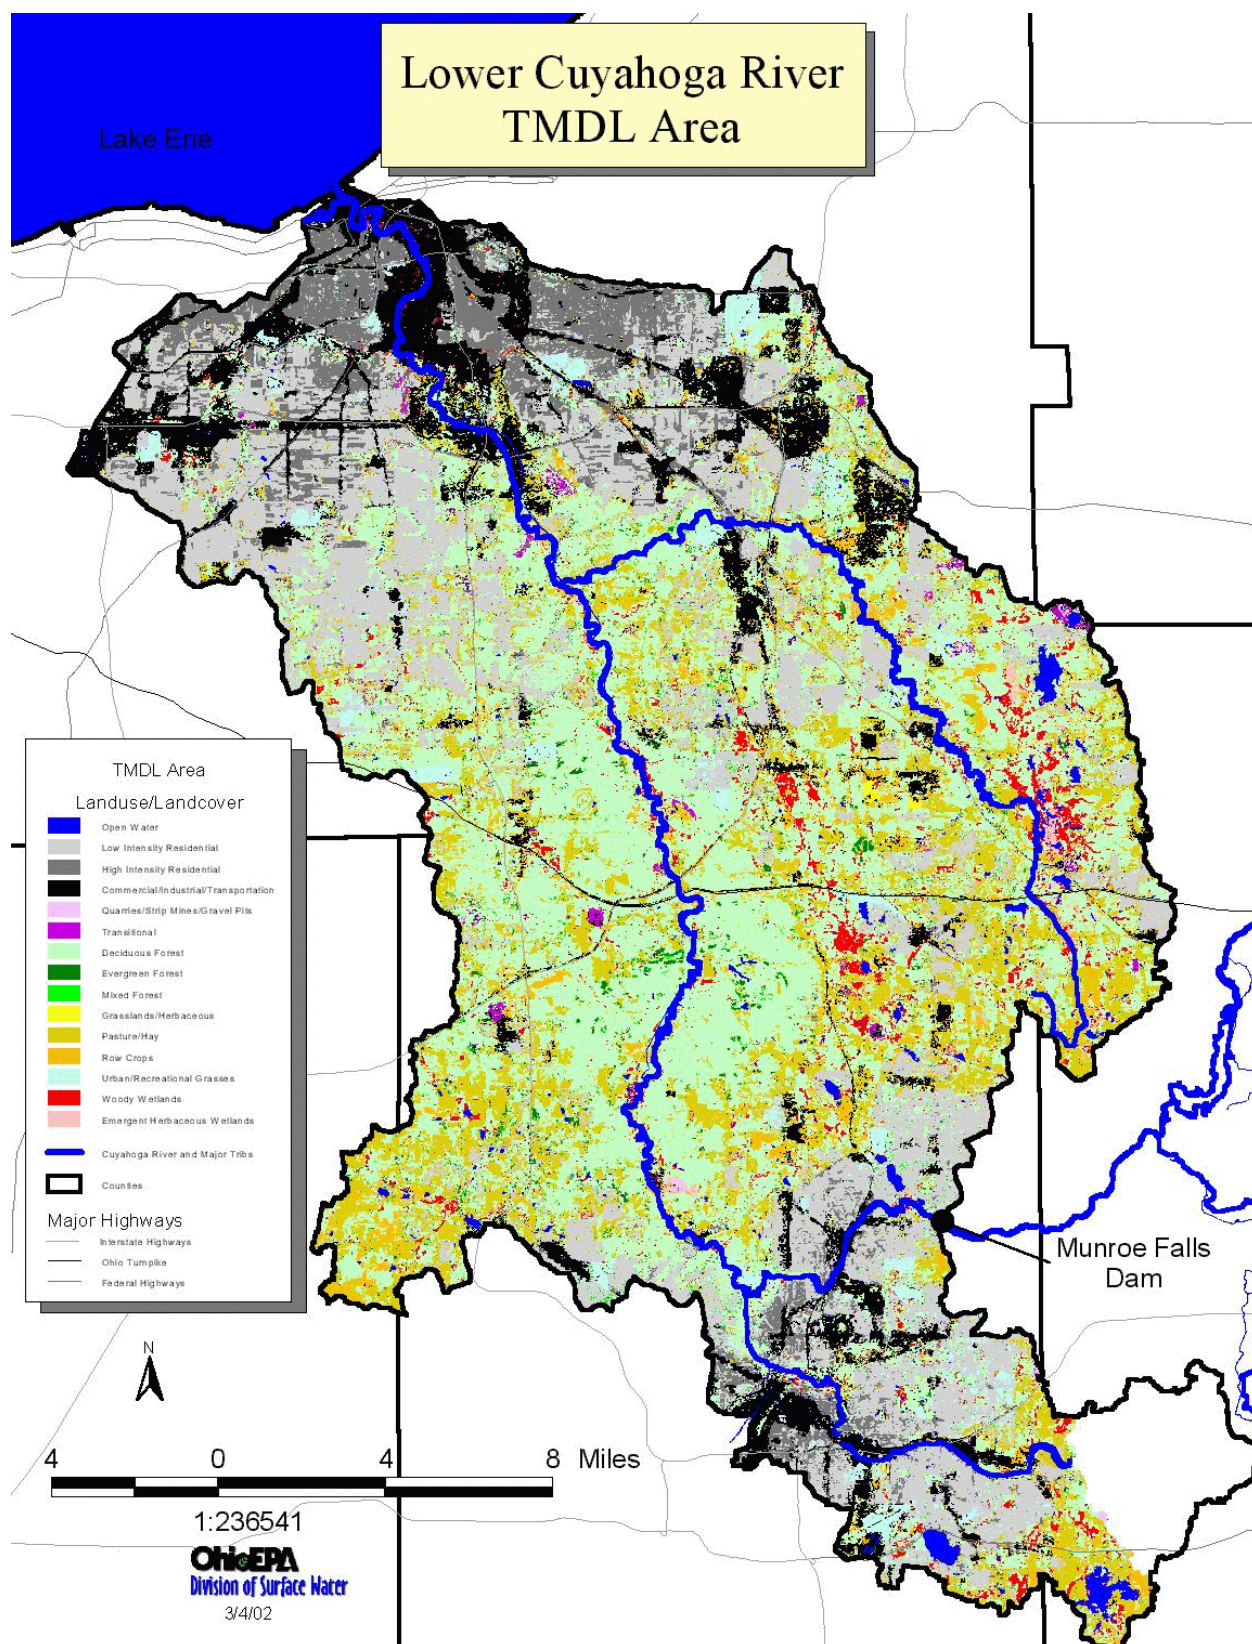 Lower Cuyahoga River
TMDL Area
Lake Erie
TMDL Area
Landuse/Landcover
Open Water
Low Intensity Residential
High Intensity Residential
Commercial/Industrial/Transportation
Quarries/Strip Mines/Gravel Pits
Transitional
Deciduous Forest
Evergreen Forest
Mixed Forest
Grasslands/Herbaceous
Pasture/Hay
Row Crops
Urban/Recreational Grasses
Woody Wetlands
Emergent Herbaceous Wetlands
Cuyahoga River and Major Tribs
Counties
Major Highways
Interstate Highways
Ohio Turnpike
Federal Highways
Munroe Falls
Dam
N
4 0 4 8 Miles
1:236541
OhioEPA
Division of Surface Water
3/4/02